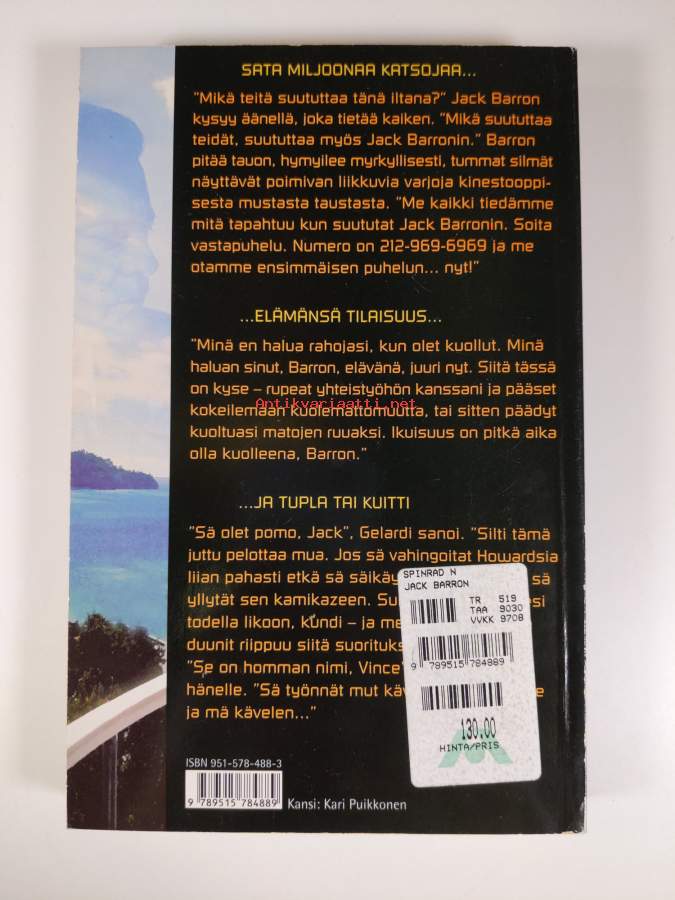 SATA MILJOONAA KATSOJAA...
"Mikä teitä suututtaa tänä iltana?" Jack Barron
kysyy äänellä, joka tietää kaiken. "Mikä suututtaa
teidät, suututtaa myös Jack Barronin." Barron
pitää tauon, hymyilee myrkyllisesti, tummat silmät
näyttävät poimivan liikkuvia varjoja kinestooppi-
sesta mustasta taustasta. "Me kaikki tiedämme
mitä tapahtuu kun suututat Jack Barronin. Soita
vastapuhelu. Numero on 212-969-6969 ja me
otamme ensimmäisen puhelun... nyt!"
...ELÄMÄNSÄ TILAISUUS...
"Minä en halua rahojasi, kun olet kuollut. Minä
haluan sinut, Barron, elävänä, juuri nyt. Siitä tässä
on kyse – rupeat yhteistyöhön kanssani ja pääset
Antikvariaatti.net
kokeilemaan kuolemattomuutta, tai sitten päädyt
kuoltuasi matojen ruuaksi. Ikuisuus on pitkä aika
olla kuolleena, Barron."
...JA TUPLA TAI KUITTI
"Sä olet pomo, Jack", Gelardi sanoi. "Silti tämä
juttu pelottaa mua. Jos sä vahingoitat Howardsia
liian pahasti etkä sä säikäy sä
yllytät sen kamikazeen. Su si
todella likoon, kundi – ja me
duunit riippuu siitä suorituks
"Se on homman nimi, Vince"
hänelle. "Sä työnnät mut käv e
ja mä kävelen..."
SPINRAD N
JACK BARRON
TR 519
TAA 9030
VVKK 9708
9 789515 784889
130.00
HINTA/PRIS
ISBN 951-578-488-3
9 789515 784889
Kansi: Kari Puikkonen